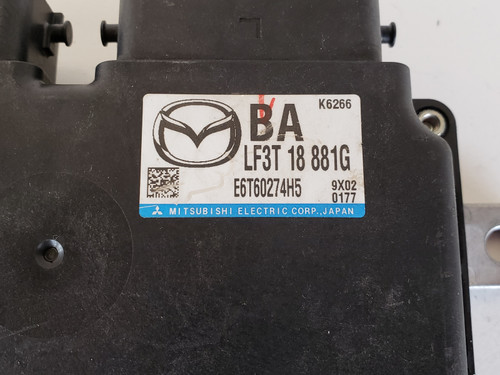 K6266
BA
LF3T 18 881G
E6T60274H5
9X02
0177
MITSUBISHI ELECTRIC CORP., JAPAN